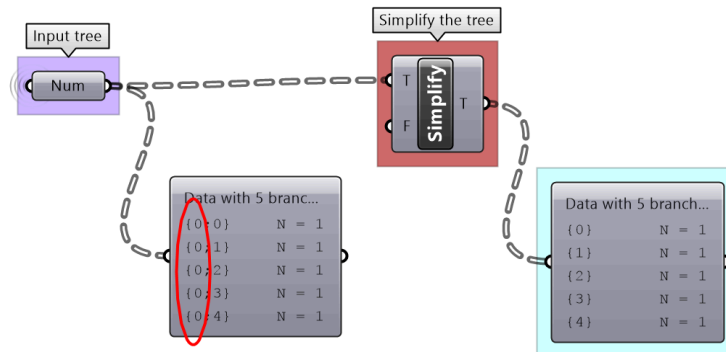 Input tree
Simplify the tree
Num
T
F
Simplify
T
Data with 5 branc...
{0;0} N = 1
{0;1} N = 1
{0;2} N = 1
{0;3} N = 1
{0;4} N = 1
Data with 5 branch...
{0} N = 1
{1} N = 1
{2} N = 1
{3} N = 1
{4} N = 1